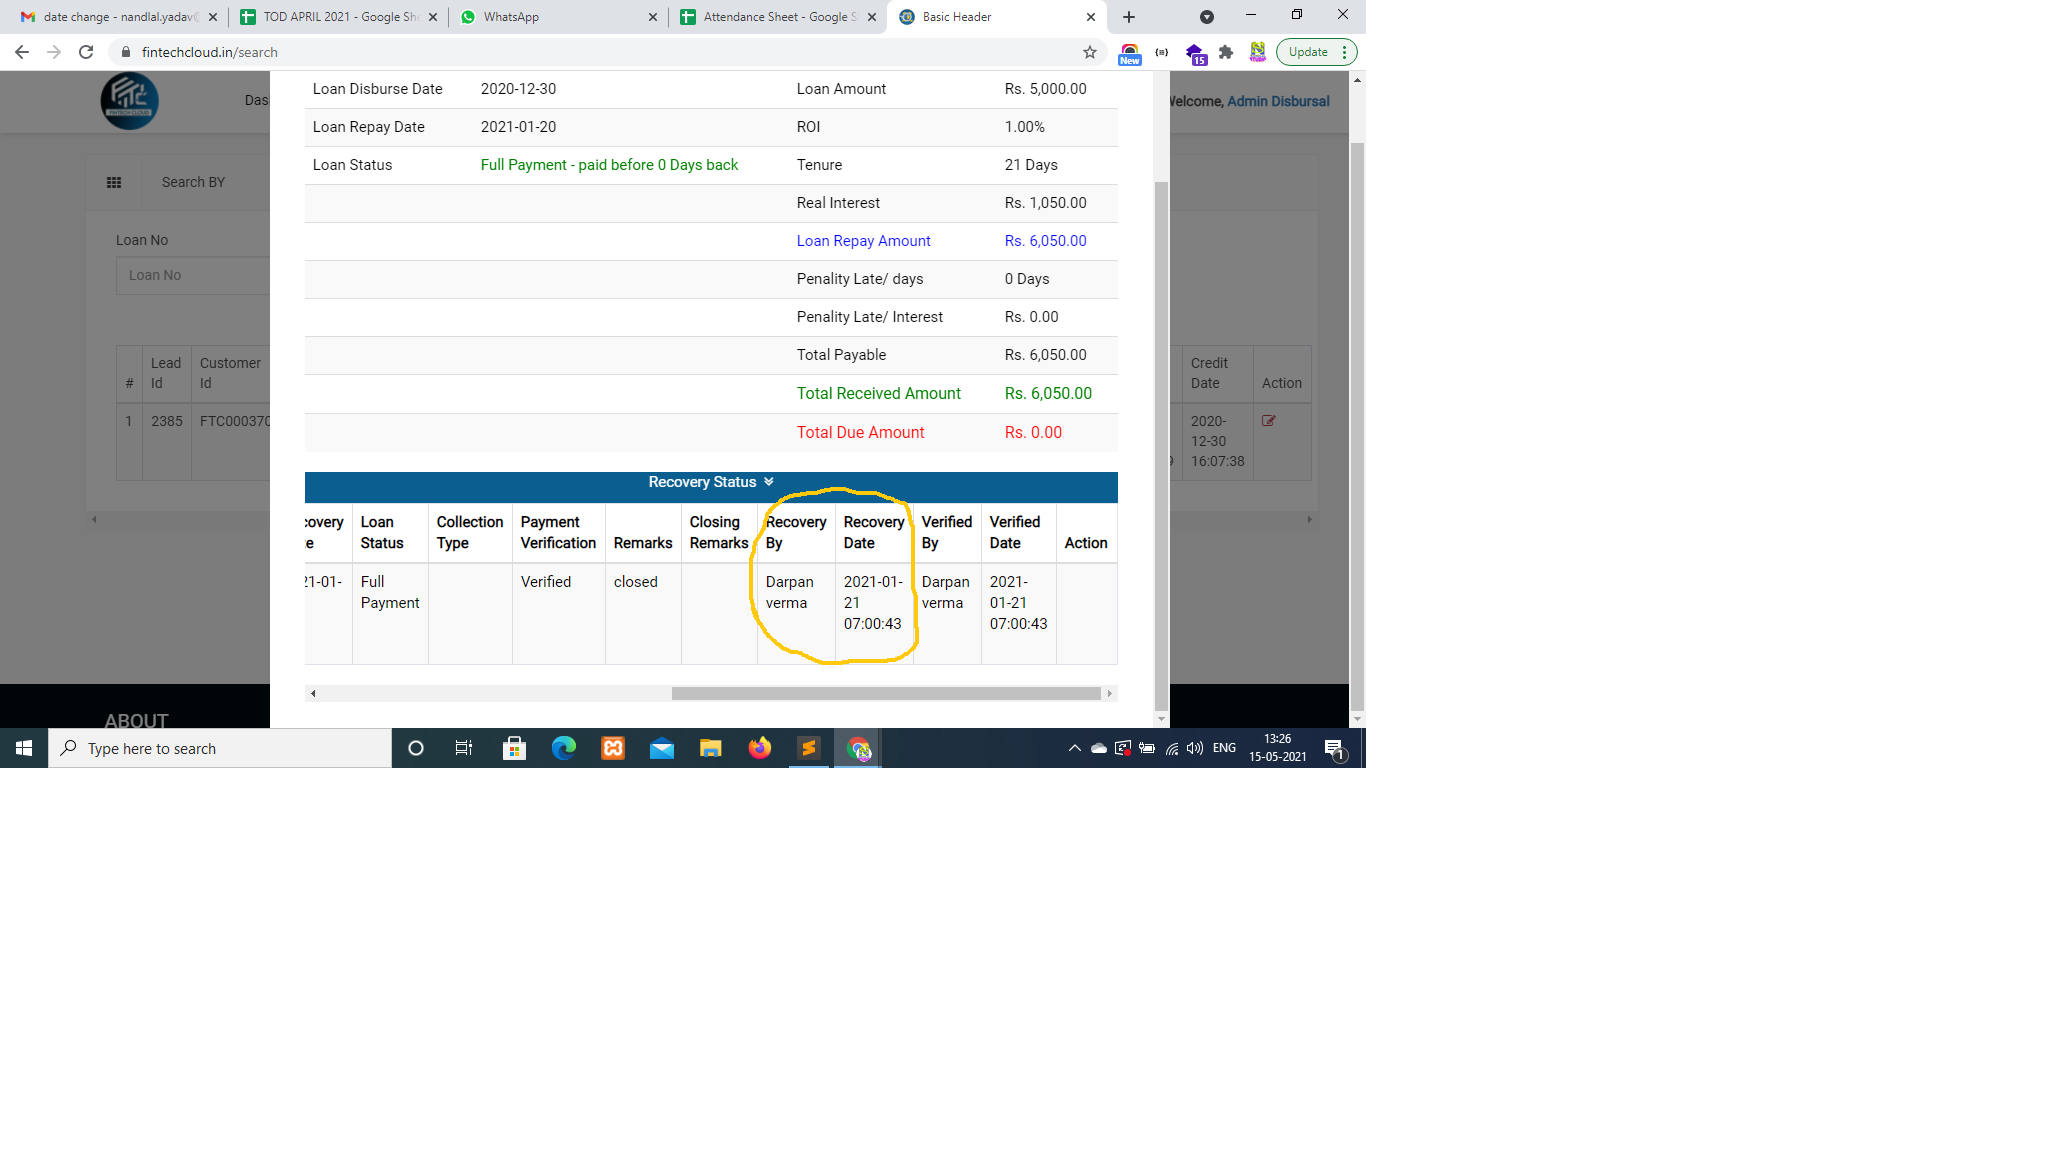 date change - nandlal.yadav
TOD APRIL 2021 - Google Sh
WhatsApp
Attendance Sheet - Google S
Basic Header
fintechcloud.in/search
New
15
Update
FINTECH CLOUD
Das
Welcome, Admin Disbursal
Loan Disburse Date 2020-12-30 Loan Amount Rs. 5,000.00
Loan Repay Date 2021-01-20 ROI 1.00%
Loan Status Full Payment - paid before 0 Days back Tenure 21 Days
Real Interest Rs. 1,050.00
Loan Repay Amount Rs. 6,050.00
Penality Late/ days 0 Days
Penality Late/ Interest Rs. 0.00
Total Payable Rs. 6,050.00
Total Received Amount Rs. 6,050.00
Total Due Amount Rs. 0.00
Search BY
Loan No
Loan No
# Lead Id Customer Id
1 2385 FTC000370
Credit Date Action
2020-12-30 16:07:38
Recovery Status
covery e Loan Status Collection Type Payment Verification Remarks Closing Remarks Recovery By Recovery Date Verified By Verified Date Action
21-01- Full Payment Verified closed Darpan verma 2021-01-21 07:00:43 Darpan verma 2021-01-21 07:00:43
ABOUT
Type here to search
ENG
13:26
15-05-2021
1